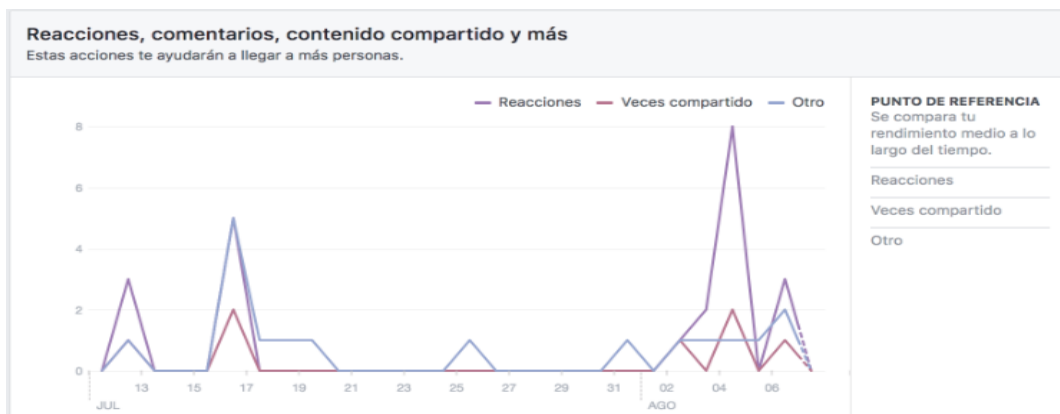 Reacciones, comentarios, contenido compartido y más
Estas acciones te ayudarán a llegar a más personas.
Reacciones Veces compartido Otro
8
6
4
2
0
13 15 17 19 21 23 25 27 29 31 02 04 06
JUL AGO
PUNTO DE REFERENCIA
Se compara tu
rendimiento medio a lo
largo del tiempo.
Reacciones
Veces compartido
Otro